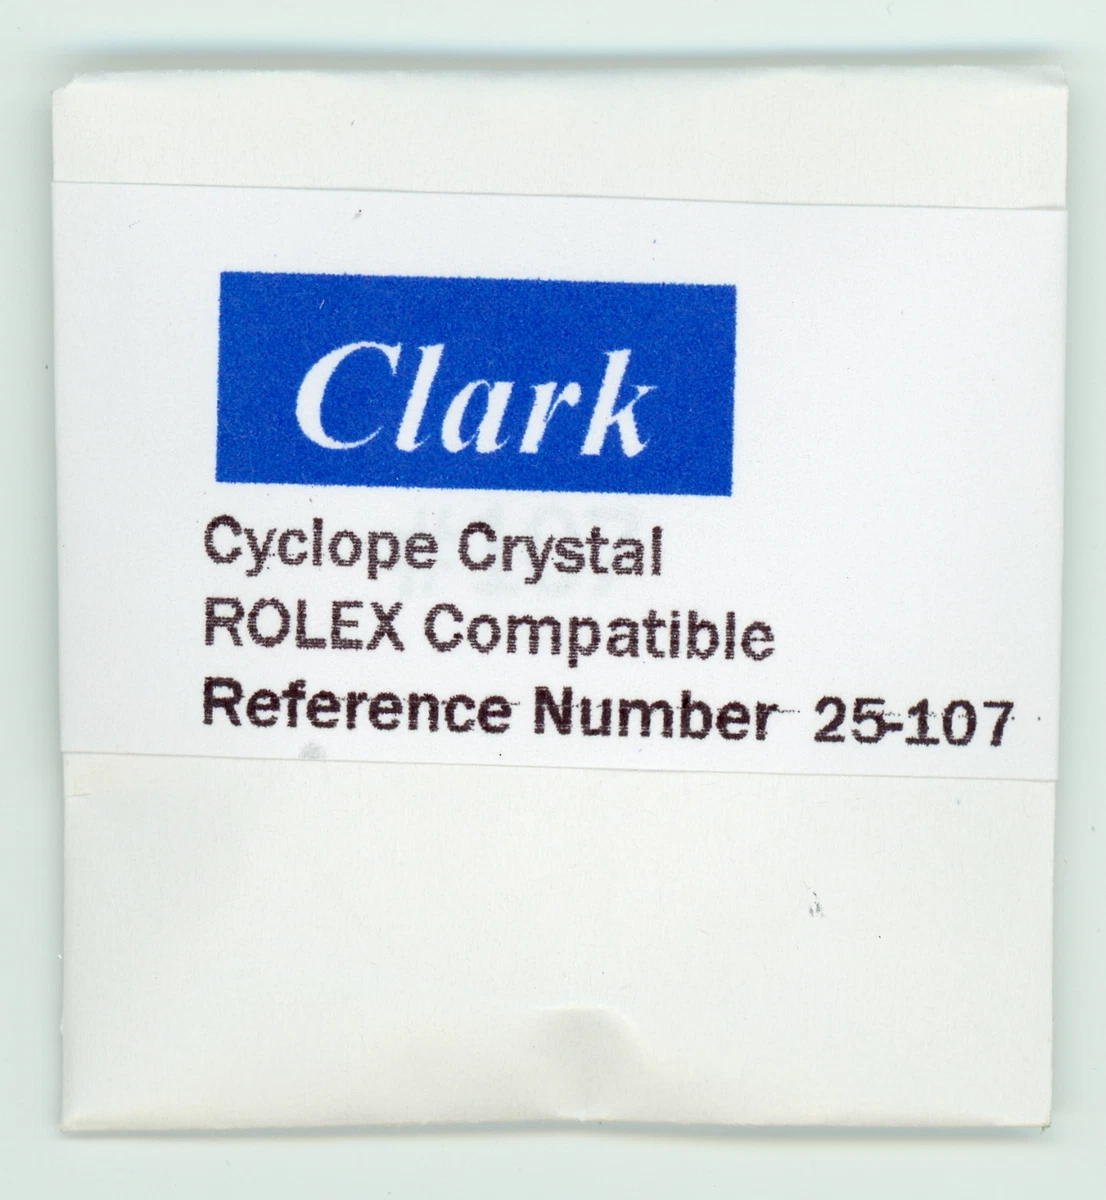 Clark
Cyclope Crystal
ROLEX Compatible
Reference Number 25-107